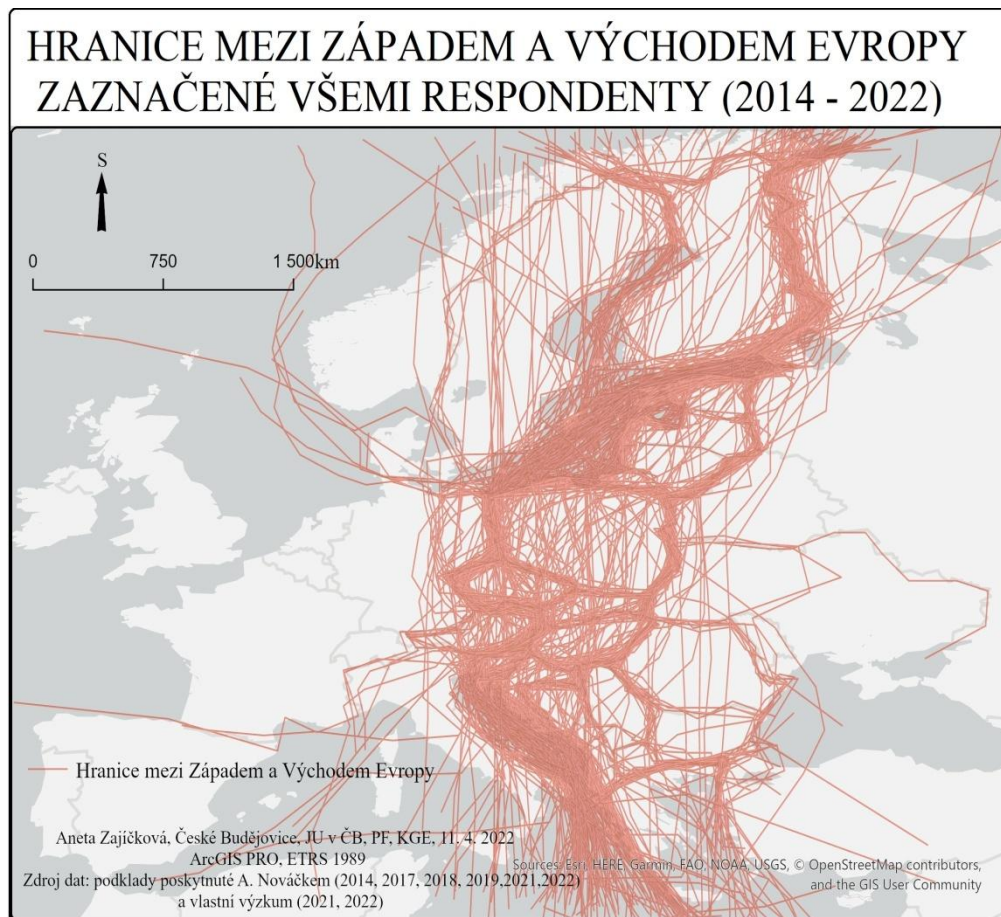 HRANICE MEZI ZÁPADEM A VÝCHODEM EVROPY
ZAZNAČENÉ VŠEMI RESPONDENTY (2014 - 2022)
S
0 750 1 500km
Hranice mezi Západem a Východem Evropy
Aneta Zajíčková, České Budějovice, JU v ČB, PF, KGE, 11. 4. 2022
ArcGIS PRO, ETRS 1989
Zdroj dat: podklady poskytnuté A. Nováčkem (2014, 2017, 2018, 2019,2021,2022)
a vlastní výzkum (2021, 2022)
Sources: Esri, HERE, Garmin, FAO, NOAA, USGS, © OpenStreetMap contributors,
and the GIS User Community